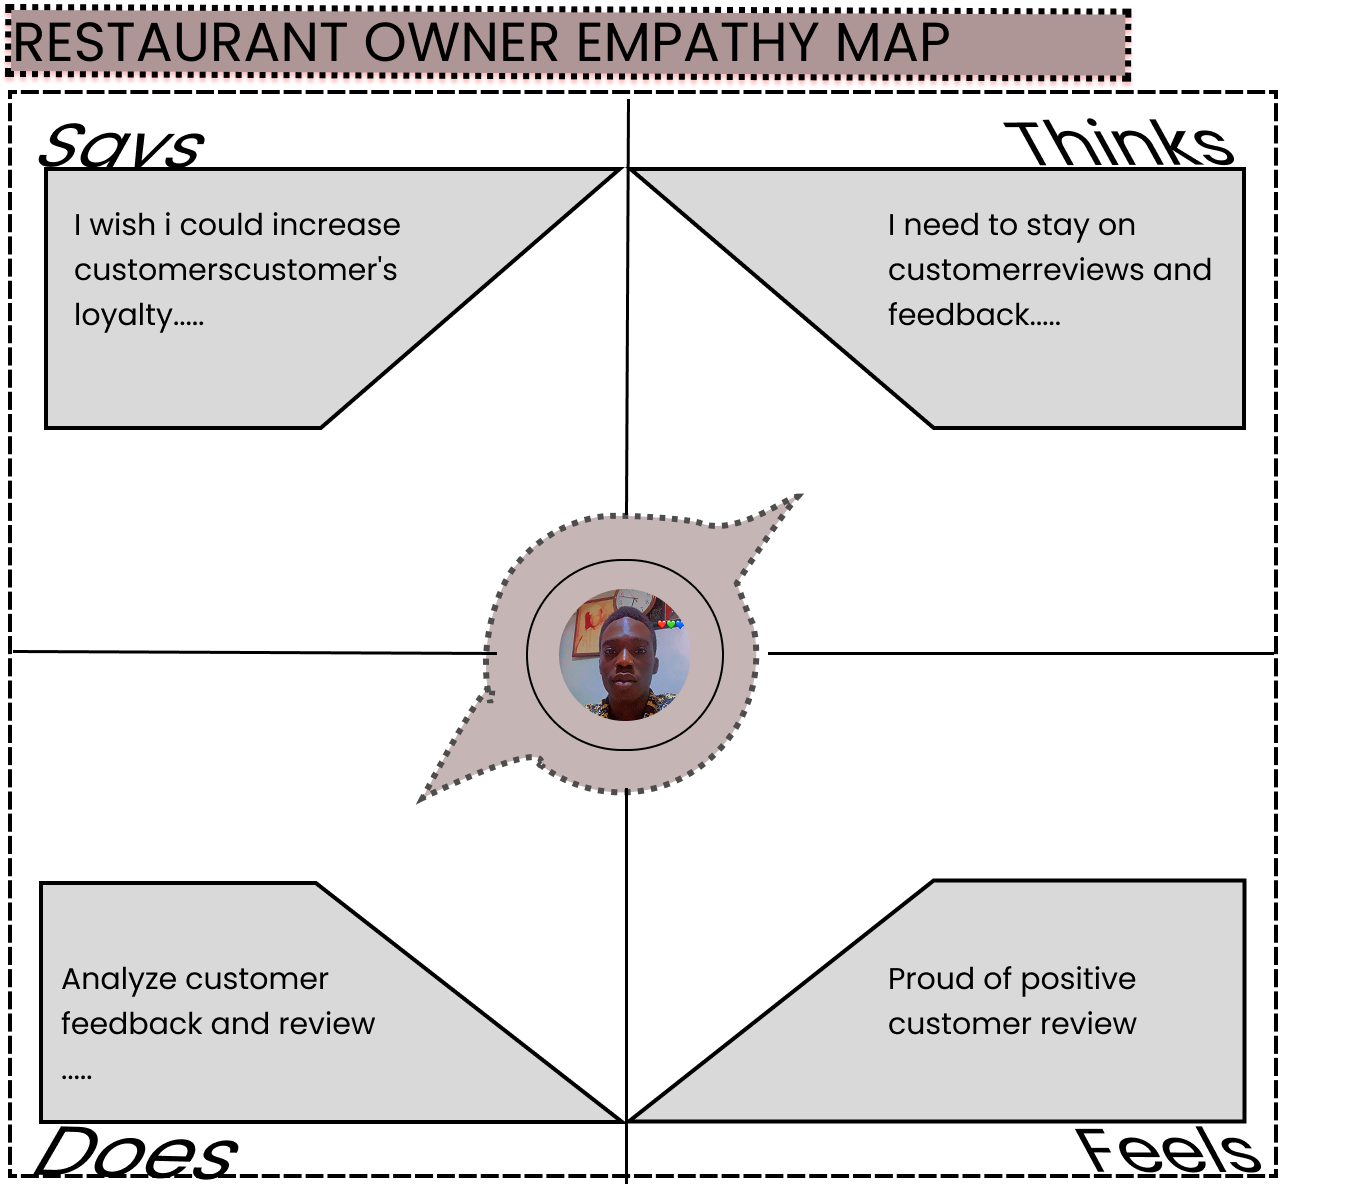 RESTAURANT OWNER EMPATHY MAP
Says
Thinks
I wish i could increase
customerscustomer's
loyalty.....
I need to stay on
customerreviews and
feedback.....
Analyze customer
feedback and review
.....
Proud of positive
customer review
Does
Feels